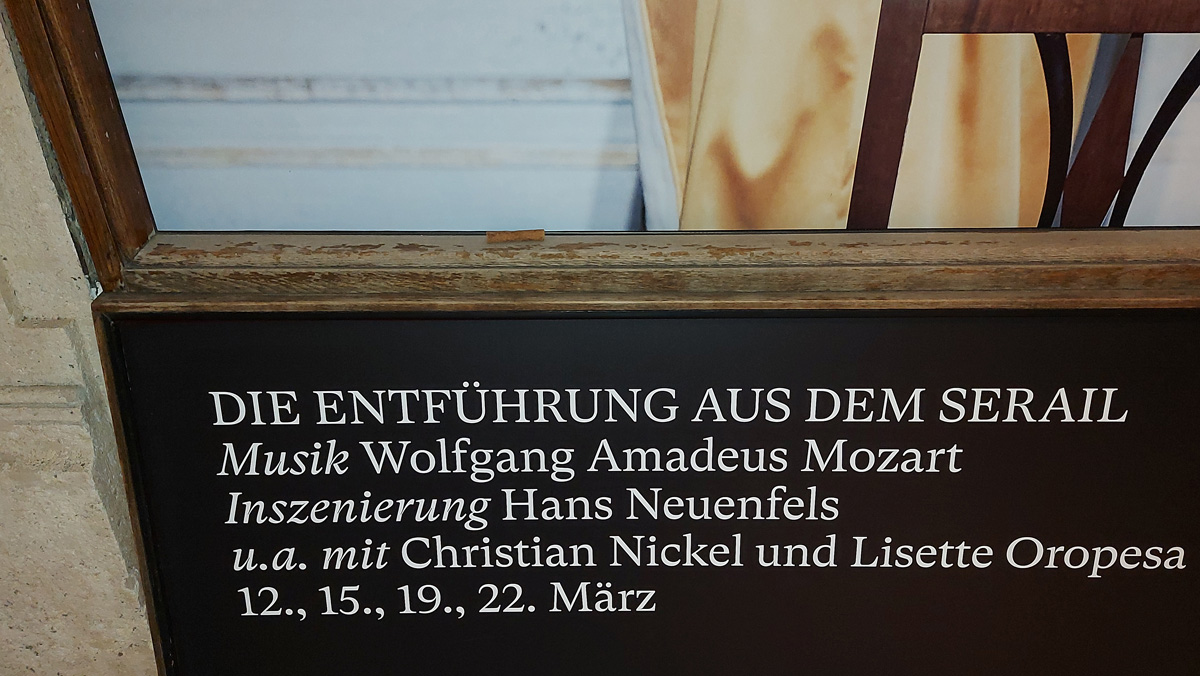 DIE ENTFÜHRUNG AUS DEM SERAIL
Musik Wolfgang Amadeus Mozart
Inszenierung Hans Neuenfels
u.a. mit Christian Nickel und Lisette Oropesa
12., 15., 19., 22. März